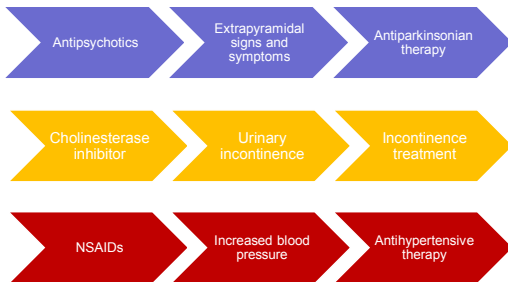 Antipsychotics
Extrapyramidal
signs and
symptoms
Antiparkinsonian
therapy
Cholinesterase
inhibitor
Urinary
incontinence
Incontinence
treatment
NSAIDs
Increased blood
pressure
Antihypertensive
therapy